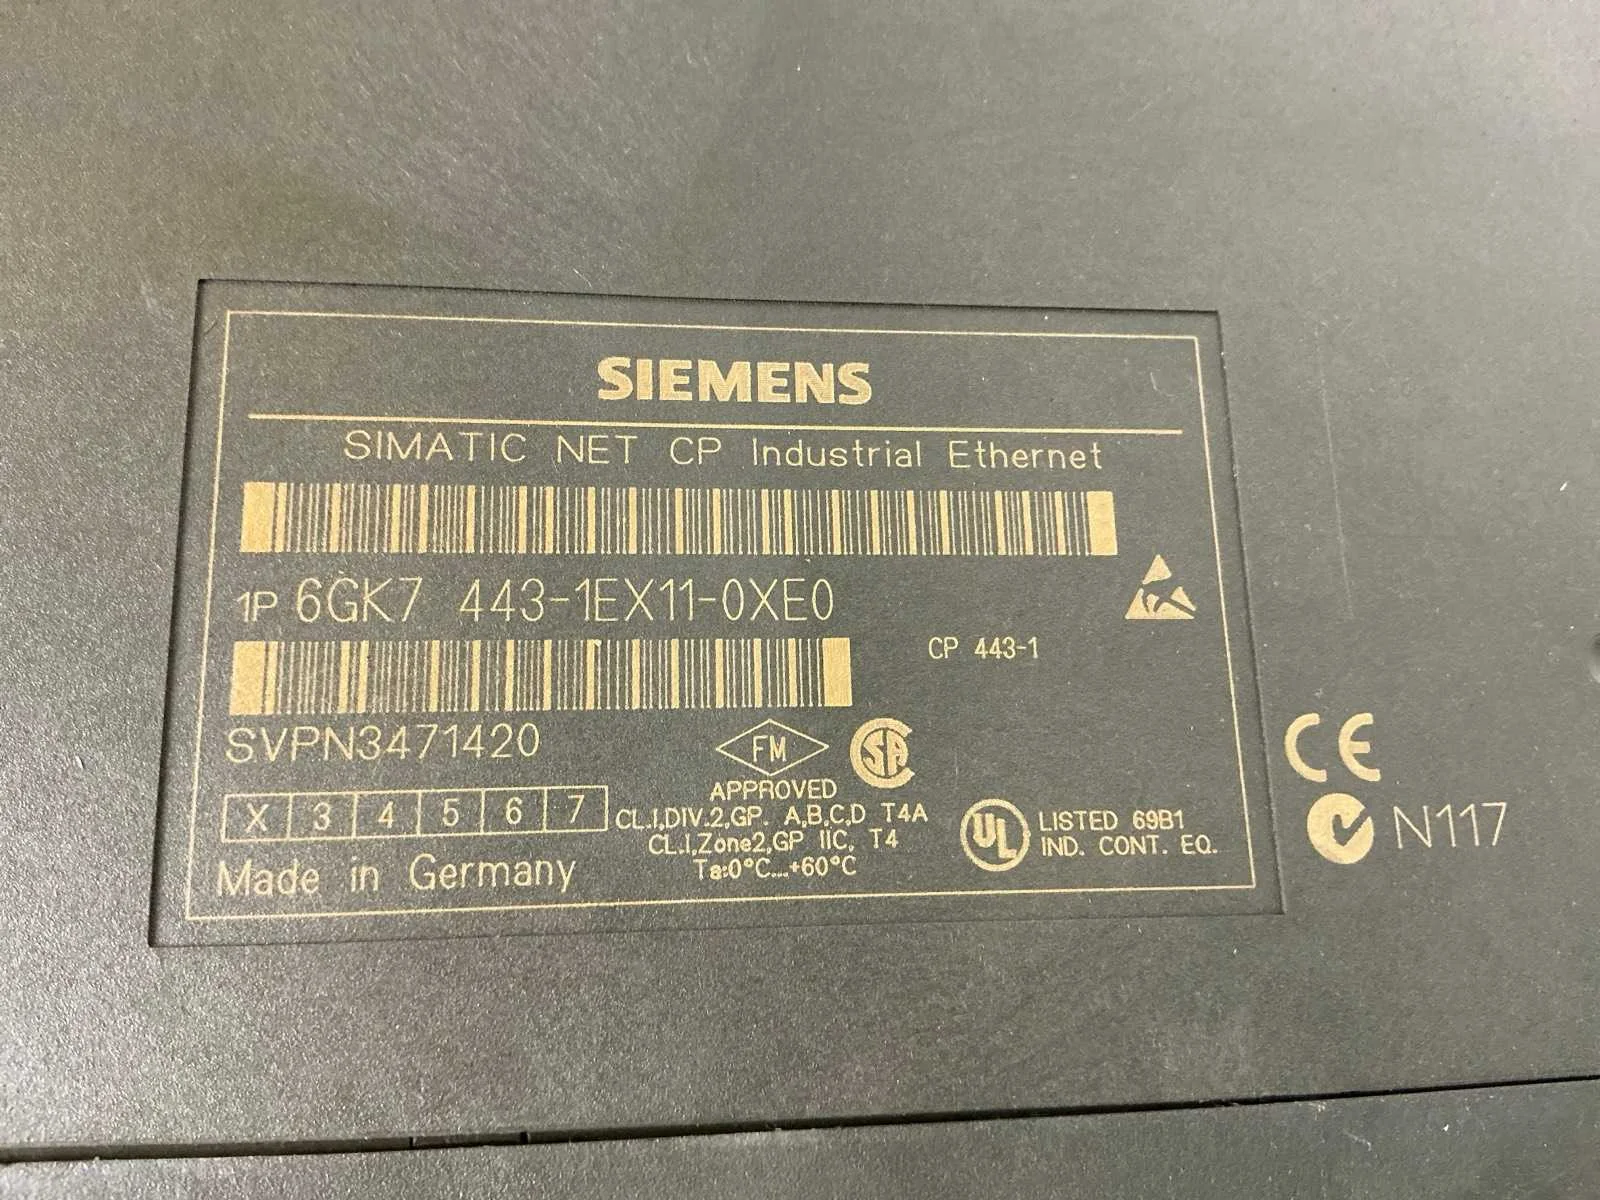 SIEMENS
SIMATIC NET CP Industrial Ethernet
1P 6GK7 443-1EX11-0XE0
CP 443-1
SVPN3471420
FM
APPROVED
SA
CE
X 3 4 5 6 7
CL.I,DIV.2,GP. A,B,C,D T4A
CL.I,Zone2,GP IIC, T4
Ta:0°C...+60°C
UL
LISTED 69B1
IND. CONT. EQ.
N117
Made in Germany